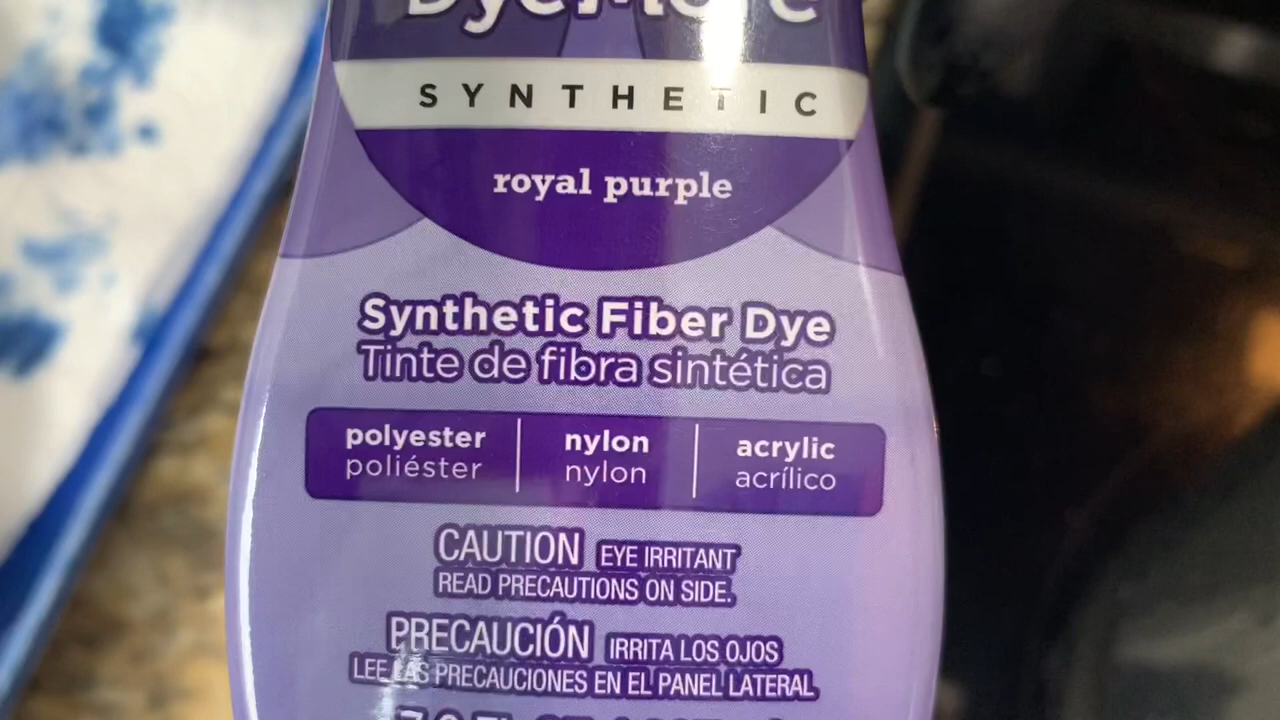 DyeMore
SYNTHETIC
royal purple
Synthetic Fiber Dye
Tinte de fibra sintética
polyester nylon acrylic
poliéster nylon acrílico
CAUTION EYE IRRITANT
READ PRECAUTIONS ON SIDE.
PRECAUCIÓN IRRITA LOS OJOS
LEE LAS PRECAUCIONES EN EL PANEL LATERAL